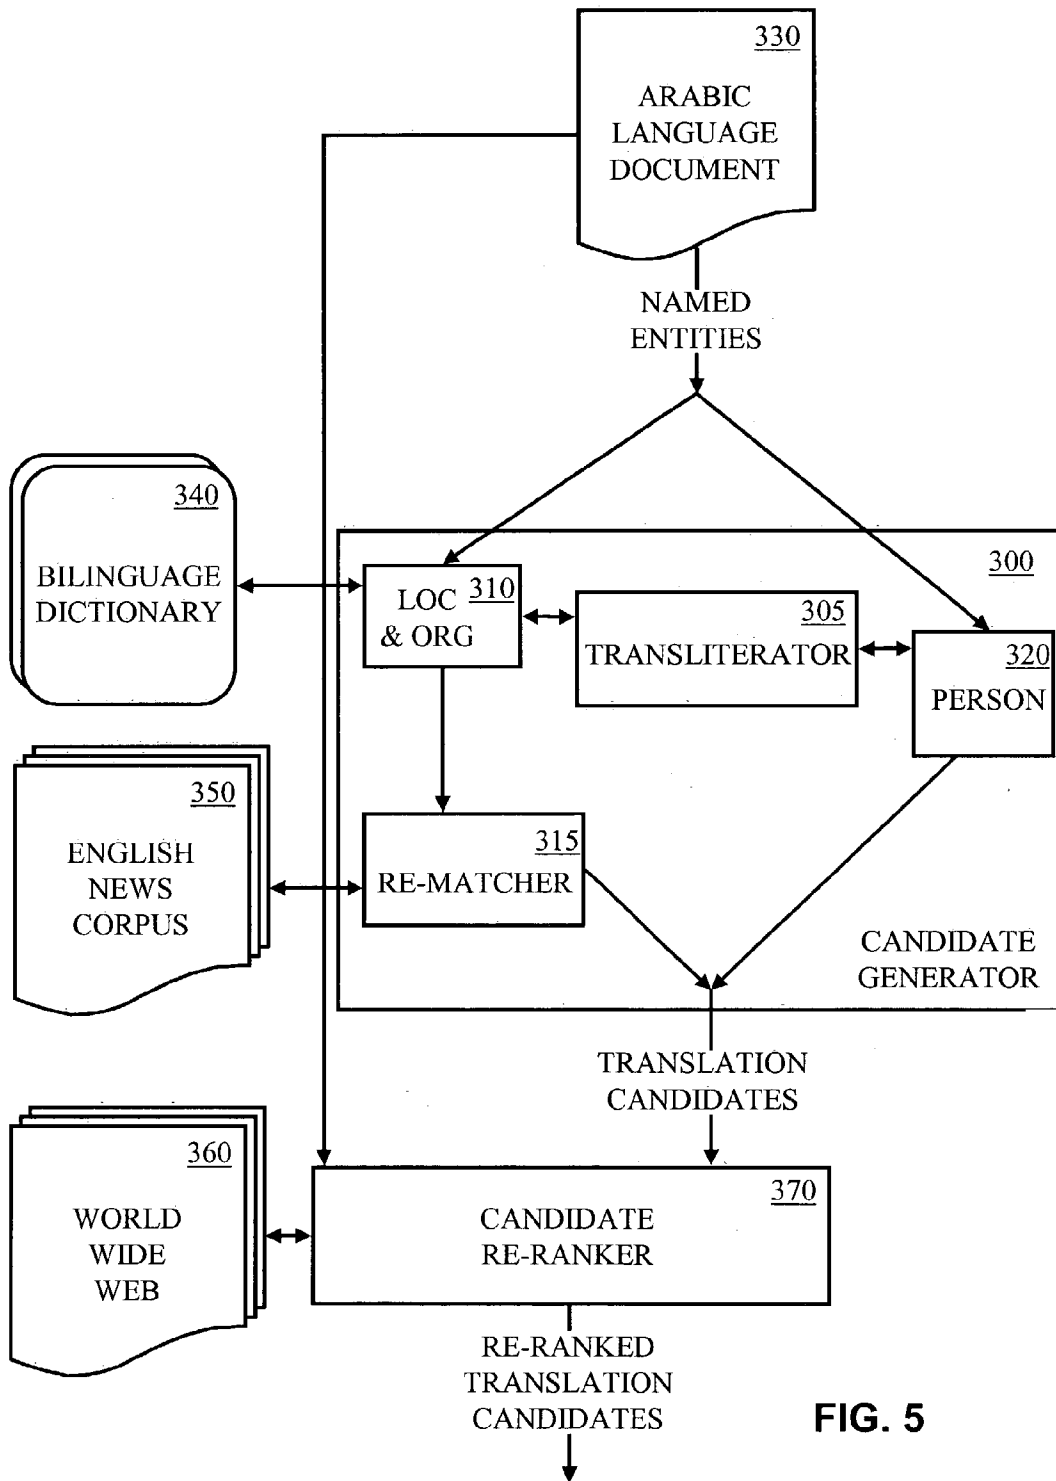 330
ARABIC
LANGUAGE
DOCUMENT
NAMED
ENTITIES
340
BILINGUAGE
DICTIONARY
300
310
LOC
& ORG
305
TRANSLITERATOR
320
PERSON
350
ENGLISH
NEWS
CORPUS
315
RE-MATCHER
CANDIDATE
GENERATOR
TRANSLATION
CANDIDATES
360
WORLD
WIDE
WEB
370
CANDIDATE
RE-RANKER
RE-RANKED
TRANSLATION
CANDIDATES
FIG. 5